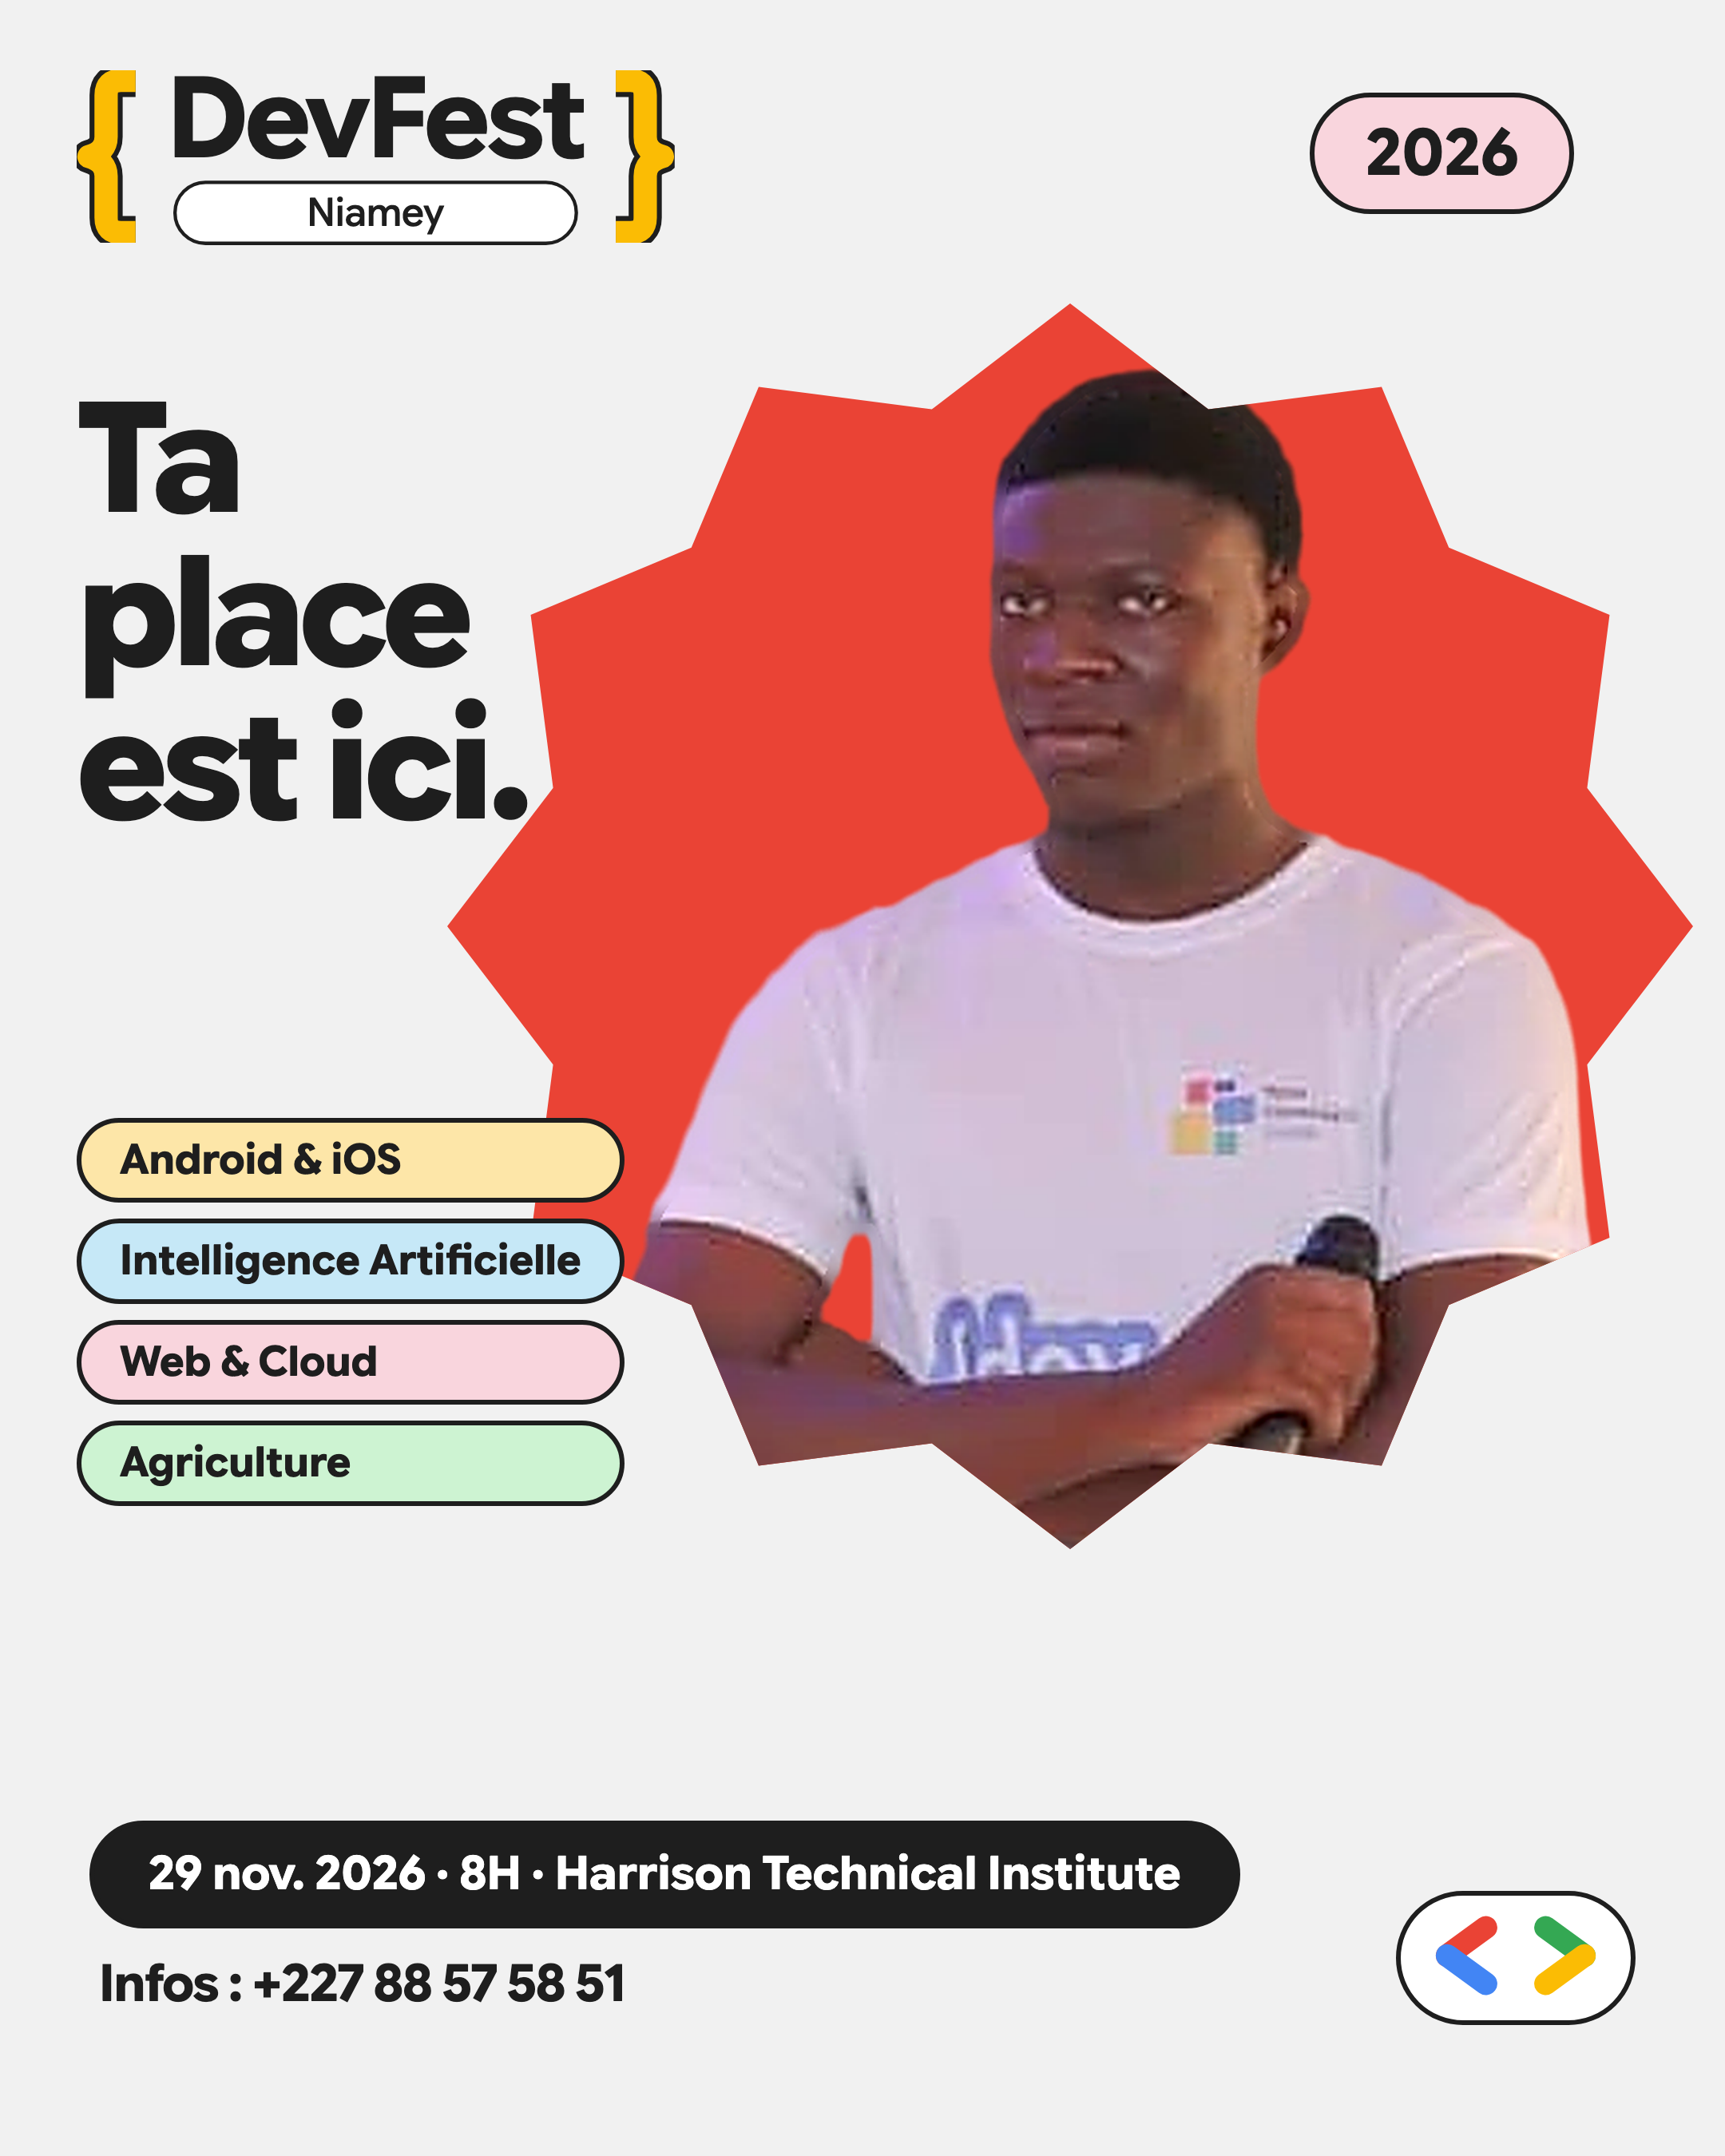 DevFest
Niamey
2026
Ta
place
est ici.
Android & iOS
Intelligence Artificielle
Web & Cloud
Agriculture
29 nov. 2026 · 8H · Harrison Technical Institute
Infos : +227 88 57 58 51